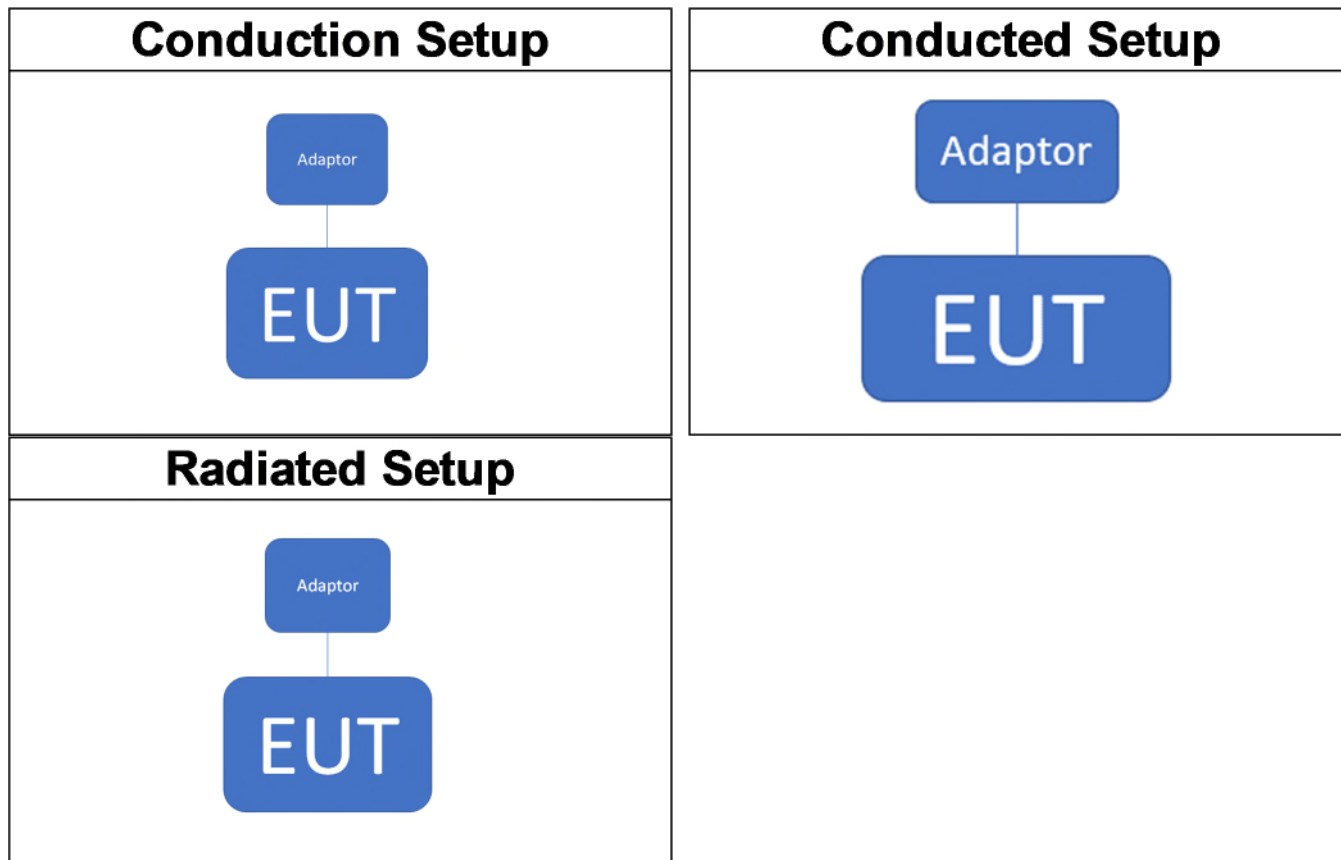 Conduction Setup
Adaptor
EUT
Conducted Setup
Adaptor
EUT
Radiated Setup
Adaptor
EUT